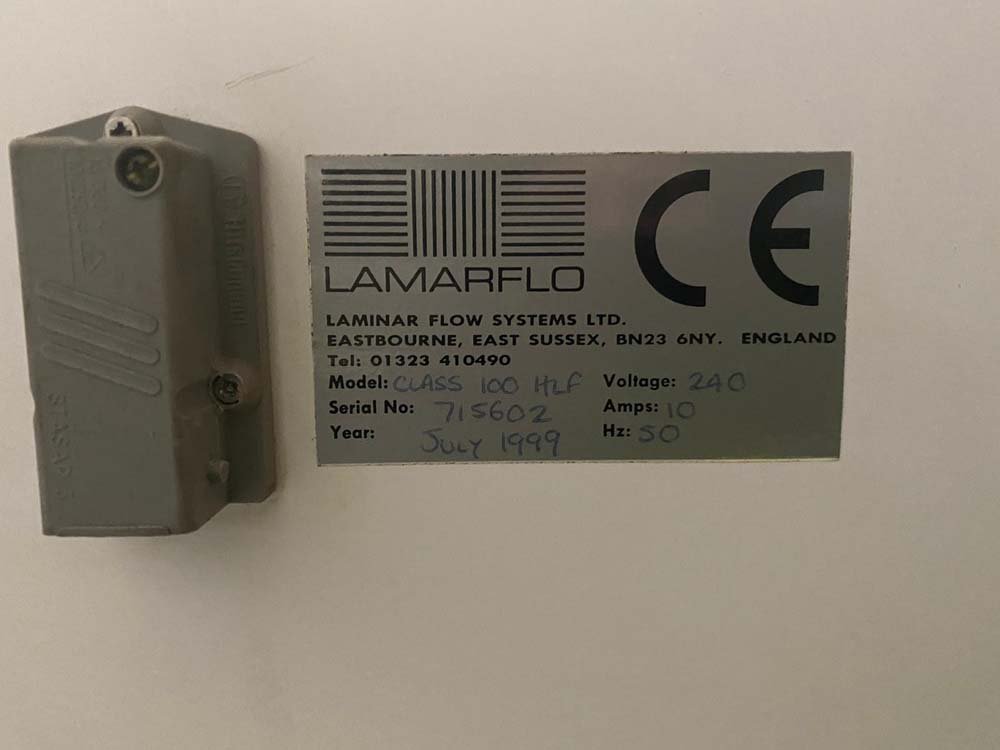 LAMARFLO
CE
LAMINAR FLOW SYSTEMS LTD.
EASTBOURNE, EAST SUSSEX, BN23 6NY. ENGLAND
Tel: 01323 410490
Model: CLASS 100 HLF Voltage: 240
Serial No: 715602 Amps: 10
Year: JULY 1999 Hz: 50